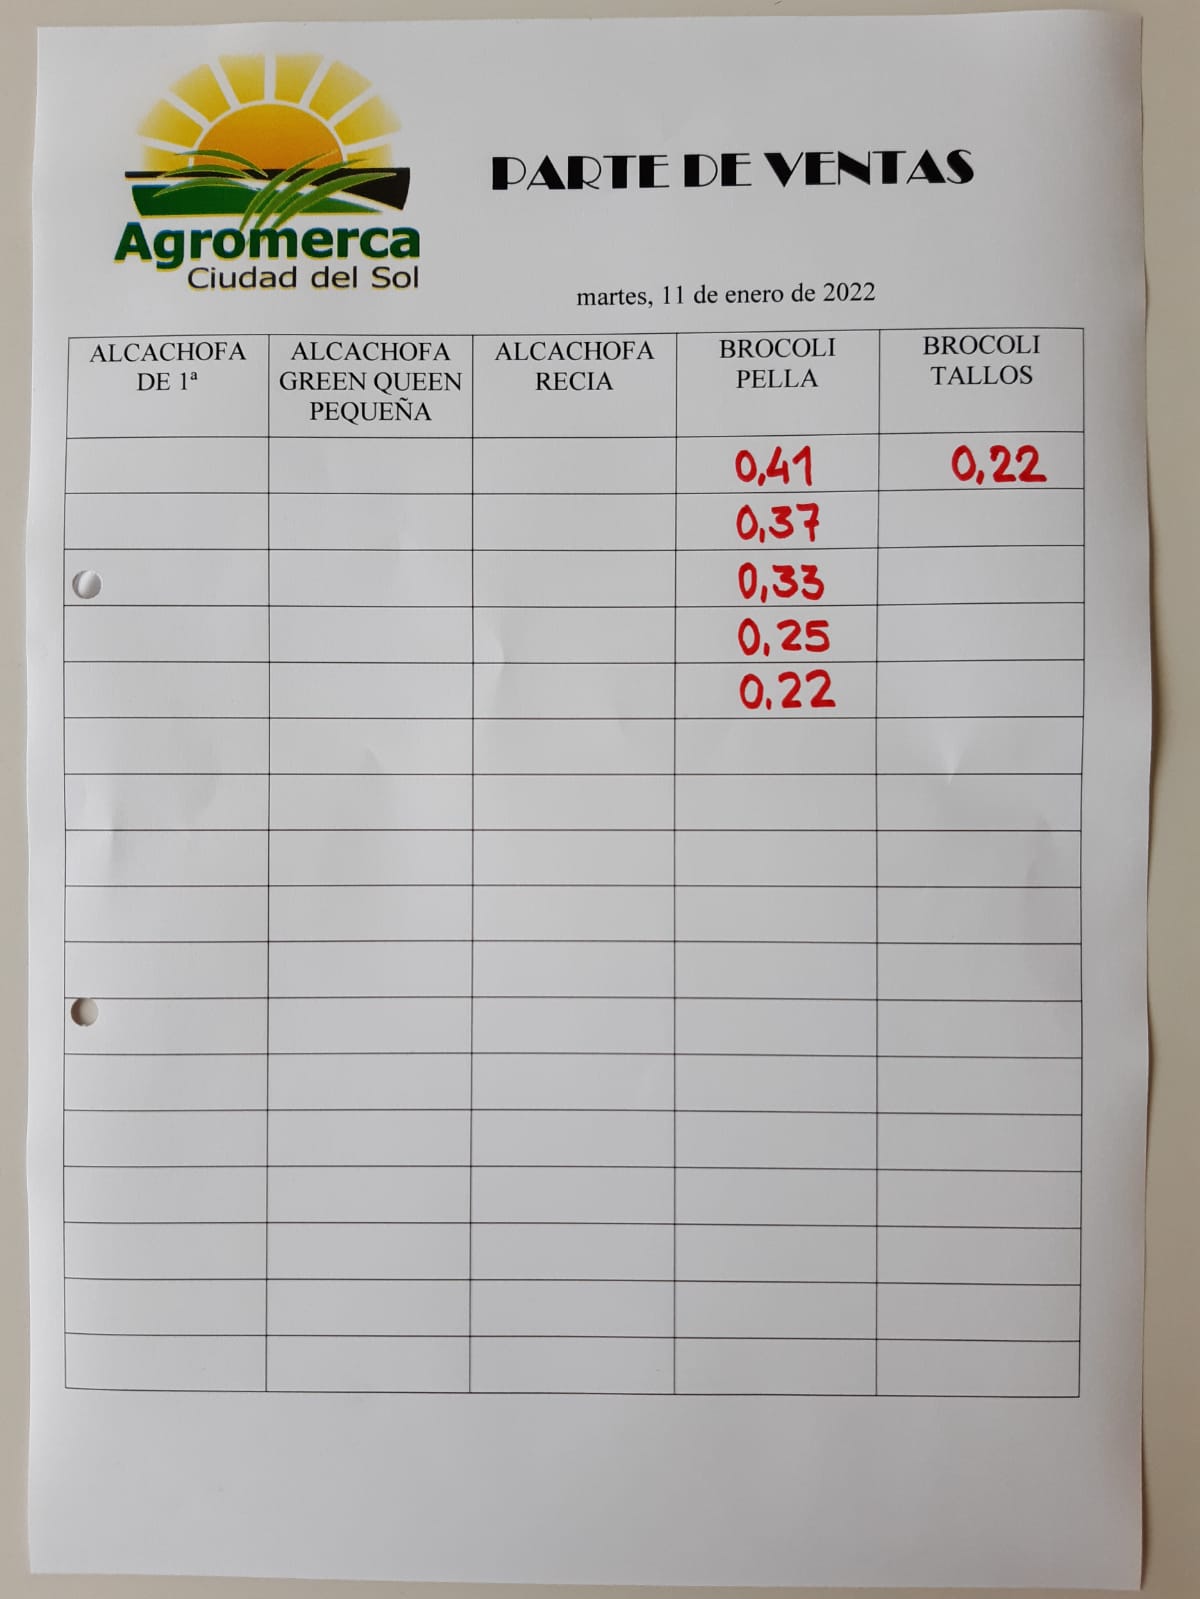 PARTE DE VENTAS
Agromerca
Ciudad del Sol
martes, 11 de enero de 2022
ALCACHOFA DE 1ª
ALCACHOFA GREEN QUEEN PEQUEÑA
ALCACHOFA RECIA
BROCOLI PELLA
BROCOLI TALLOS
0,41 0,22
0,37
0,33
0,25
0.22